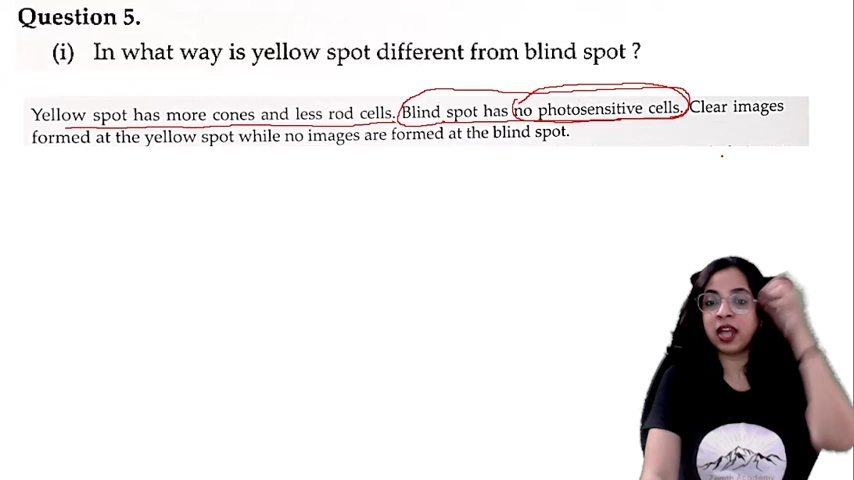 Question 5.
(i) In what way is yellow spot different from blind spot ?
Yellow spot has more cones and less rod cells. Blind spot has no photosensitive cells. Clear images
formed at the yellow spot while no images are formed at the blind spot.